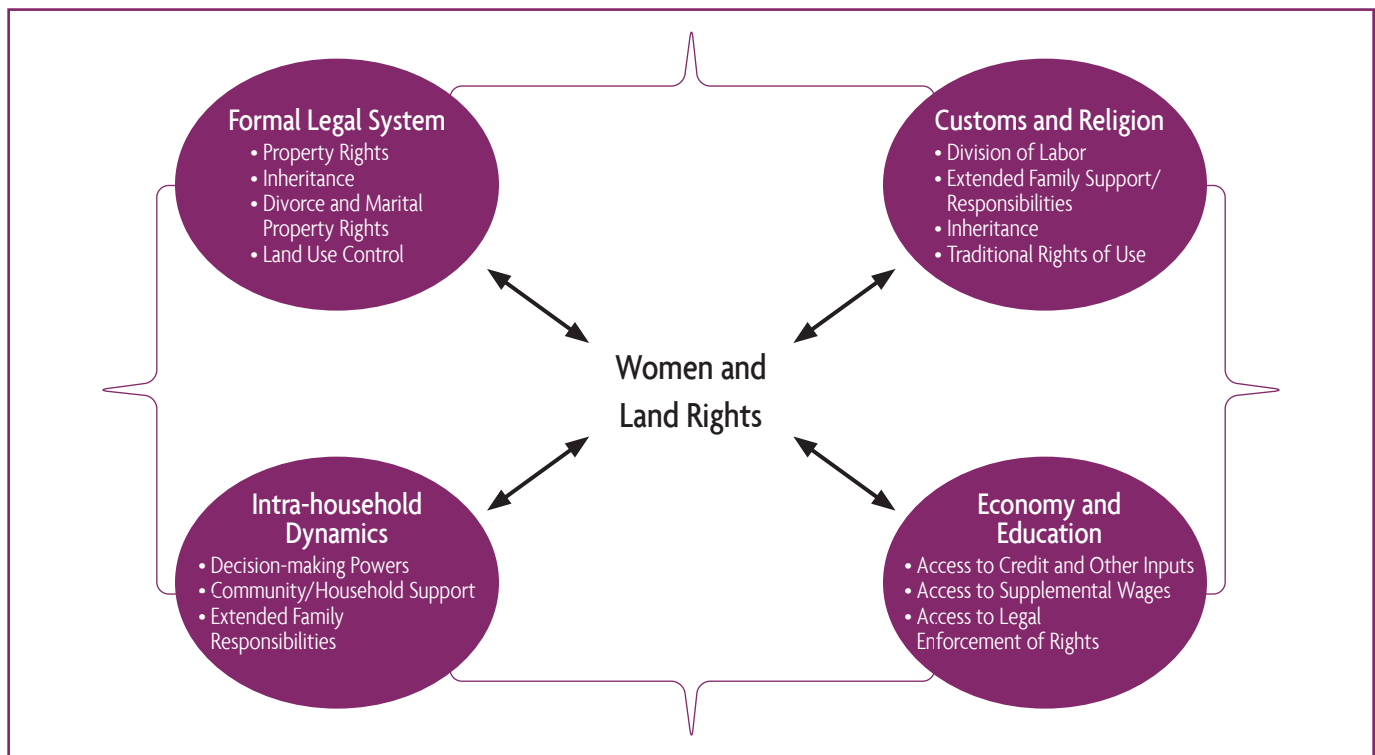 Formal Legal System
• Property Rights
• Inheritance
• Divorce and Marital
Property Rights
• Land Use Control
Customs and Religion
• Division of Labor
• Extended Family Support/
Responsibilities
• Inheritance
• Traditional Rights of Use
Women and
Land Rights
Intra-household
Dynamics
• Decision-making Powers
• Community/Household Support
• Extended Family
Responsibilities
Economy and
Education
• Access to Credit and Other Inputs
• Access to Supplemental Wages
• Access to Legal
Enforcement of Rights